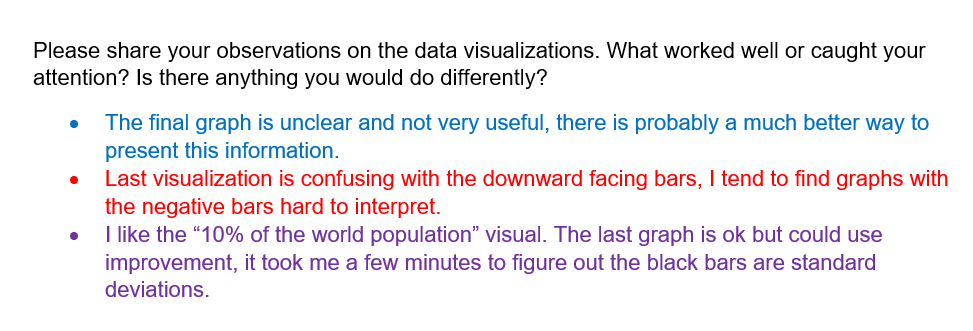 Please share your observations on the data visualizations. What worked well or caught your
attention? Is there anything you would do differently?
• The final graph is unclear and not very useful, there is probably a much better way to
present this information.
• Last visualization is confusing with the downward facing bars, I tend to find graphs with
the negative bars hard to interpret.
• I like the “10% of the world population” visual. The last graph is ok but could use
improvement, it took me a few minutes to figure out the black bars are standard
deviations.